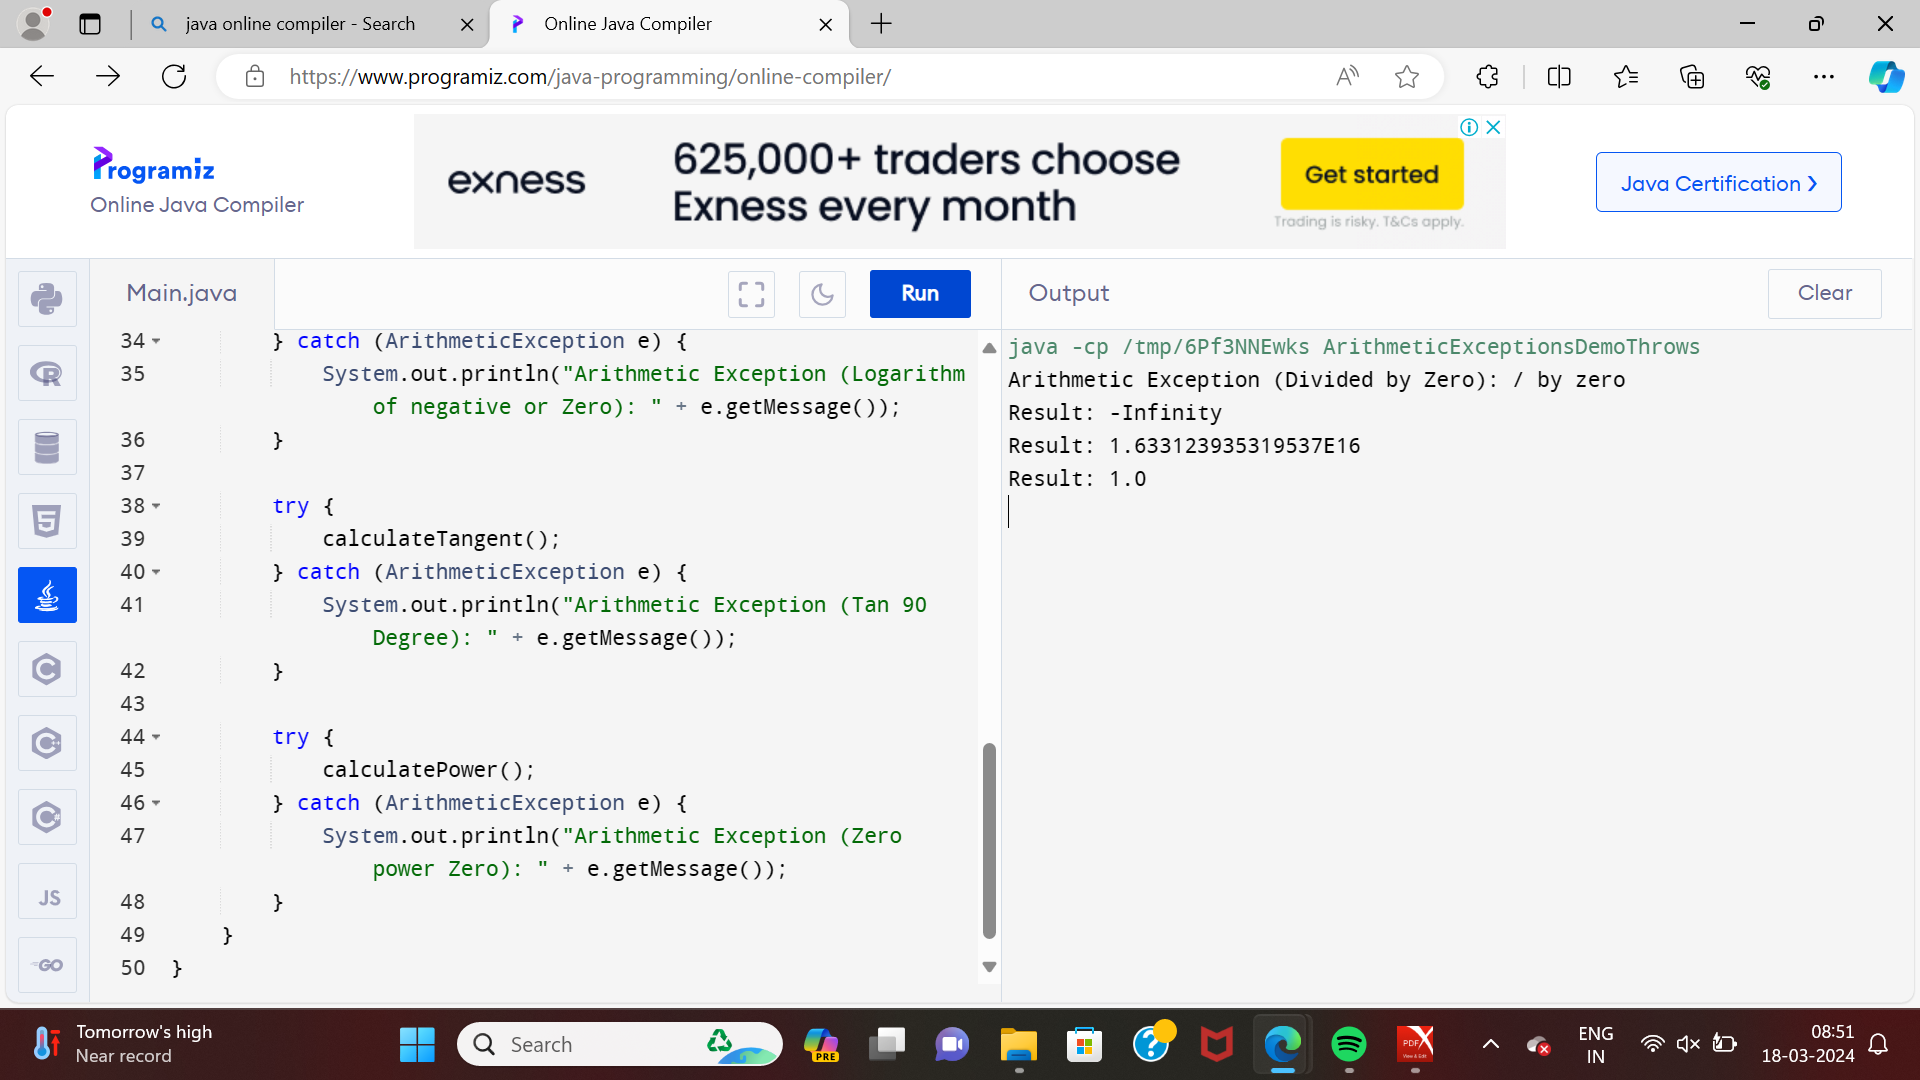 java online compiler - Search
Online Java Compiler
https://www.programiz.com/java-programming/online-compiler/
Programiz
Online Java Compiler
exness
625,000+ traders choose
Exness every month
Get started
Trading is risky. T&Cs apply.
Java Certification ❯
Main.java
Run
Output
Clear
34 } catch (ArithmeticException e) {
35 System.out.println("Arithmetic Exception (Logarithm
of negative or Zero): " + e.getMessage());
36 }
37
38 try {
39 calculateTangent();
40 } catch (ArithmeticException e) {
41 System.out.println("Arithmetic Exception (Tan 90
Degree): " + e.getMessage());
42 }
43
44 try {
45 calculatePower();
46 } catch (ArithmeticException e) {
47 System.out.println("Arithmetic Exception (Zero
power Zero): " + e.getMessage());
48 }
49 }
50 }
java -cp /tmp/6Pf3NNEwks ArithmeticExceptionsDemoThrows
Arithmetic Exception (Divided by Zero): / by zero
Result: -Infinity
Result: 1.633123935319537E16
Result: 1.0
JS
GO
Tomorrow's high
Near record
Search
PRE
PDF
View & Edit
ENG
IN
08:51
18-03-2024